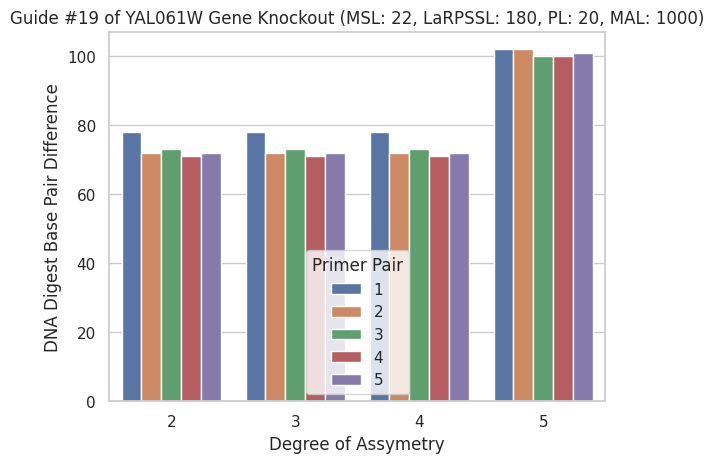 Guide #19 of YAL061W Gene Knockout (MSL: 22, LaRPSSL: 180, PL: 20, MAL: 1000)
DNA Digest Base Pair Difference
100
80
60
40
20
0
Primer Pair
1
2
3
4
5
2 3 4 5
Degree of Assymetry